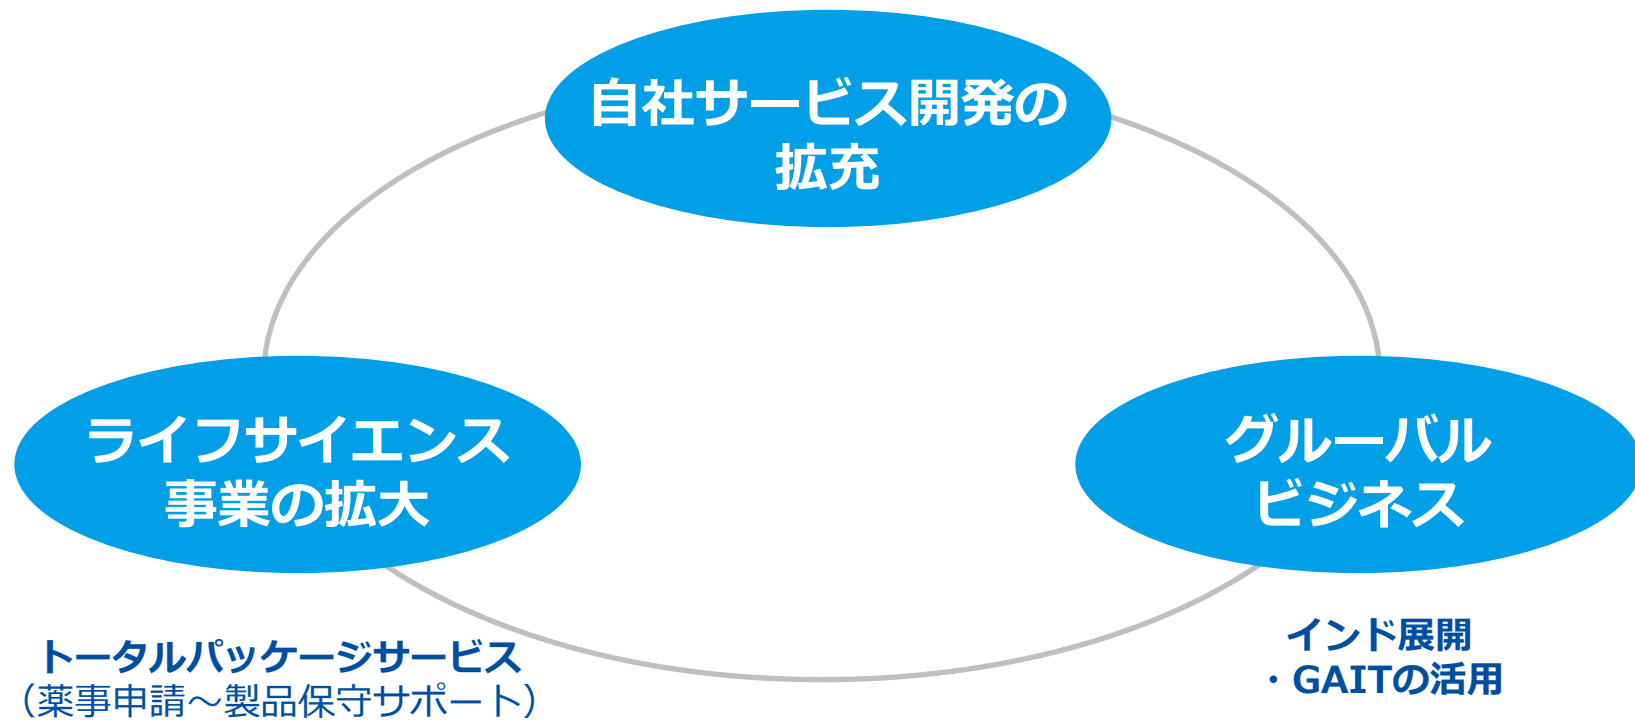 自社サービス開発の
拡充
ライフサイエンス
事業の拡大
グルーバル
ビジネス
トータルパッケージサービス
（薬事申請～製品保守サポート）
インド展開
・GAITの活用